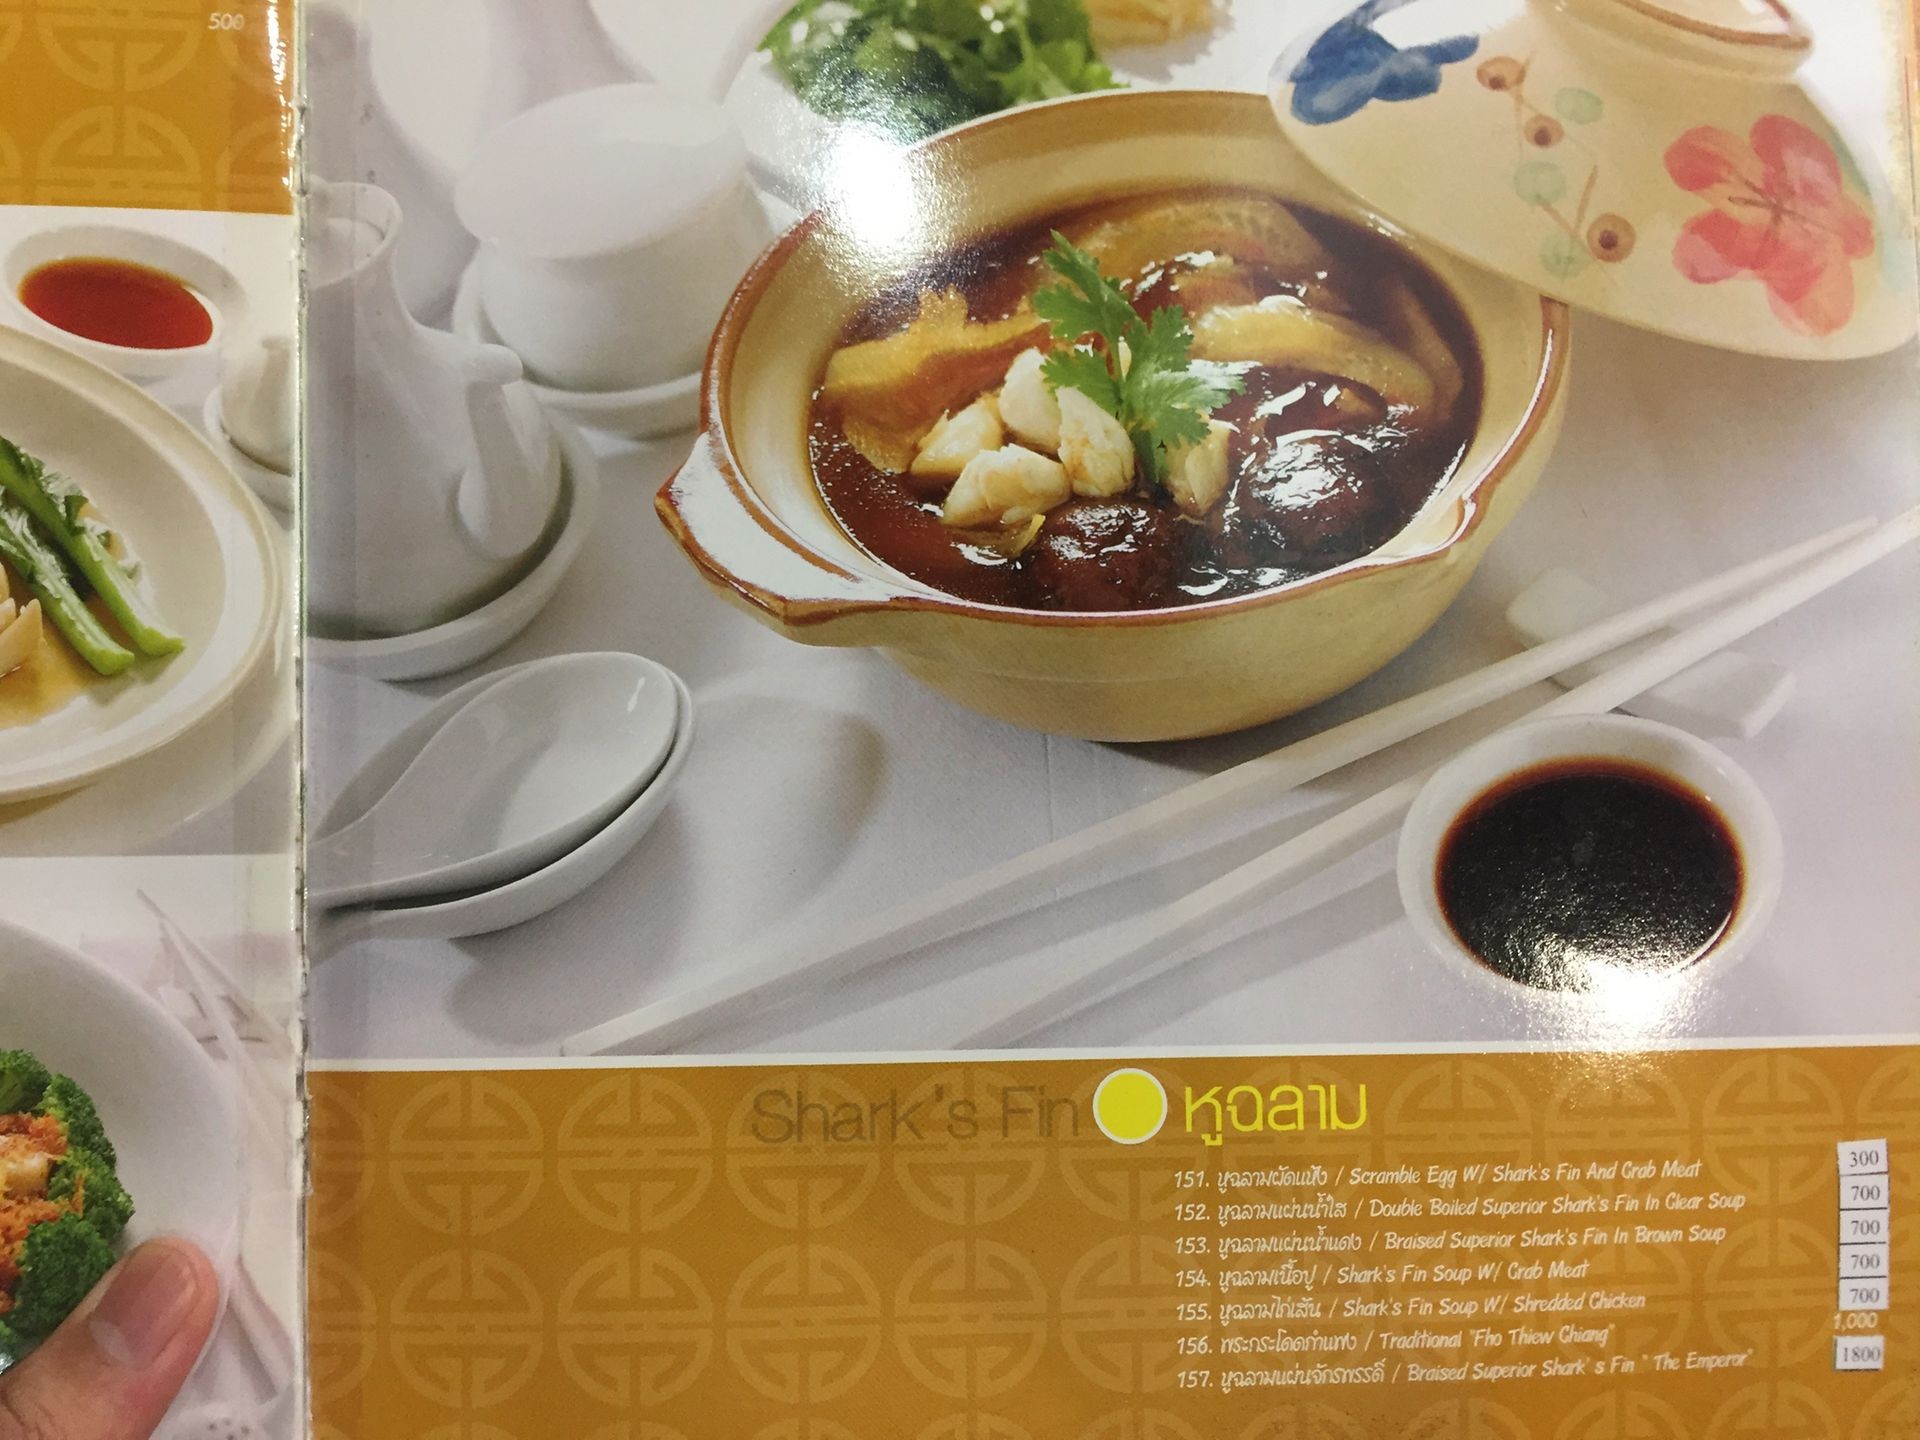 500
Shark's Fin หูฉลาม
151. หูฉลามผัดแห้ง / Scramble Egg W/ Shark's Fin And Crab Meat 300
152. หูฉลามแผ่นน้ำใส / Double Boiled Superior Shark's Fin In Clear Soup 700
153. หูฉลามแผ่นน้ำแดง / Braised Superior Shark's Fin In Brown Soup 700
154. หูฉลามเนื้อปู / Shark's Fin Soup W/ Crab Meat 700
155. หูฉลามไก่เส้น / Shark's Fin Soup W/ Shredded Chicken 700
156. พระกระโดดกำแพง / Traditional "Fho Thiew Chiang" 1,000
157. หูฉลามแผ่นจักรพรรดิ์ / Braised Superior Shark' s Fin " The Emperor" 1800